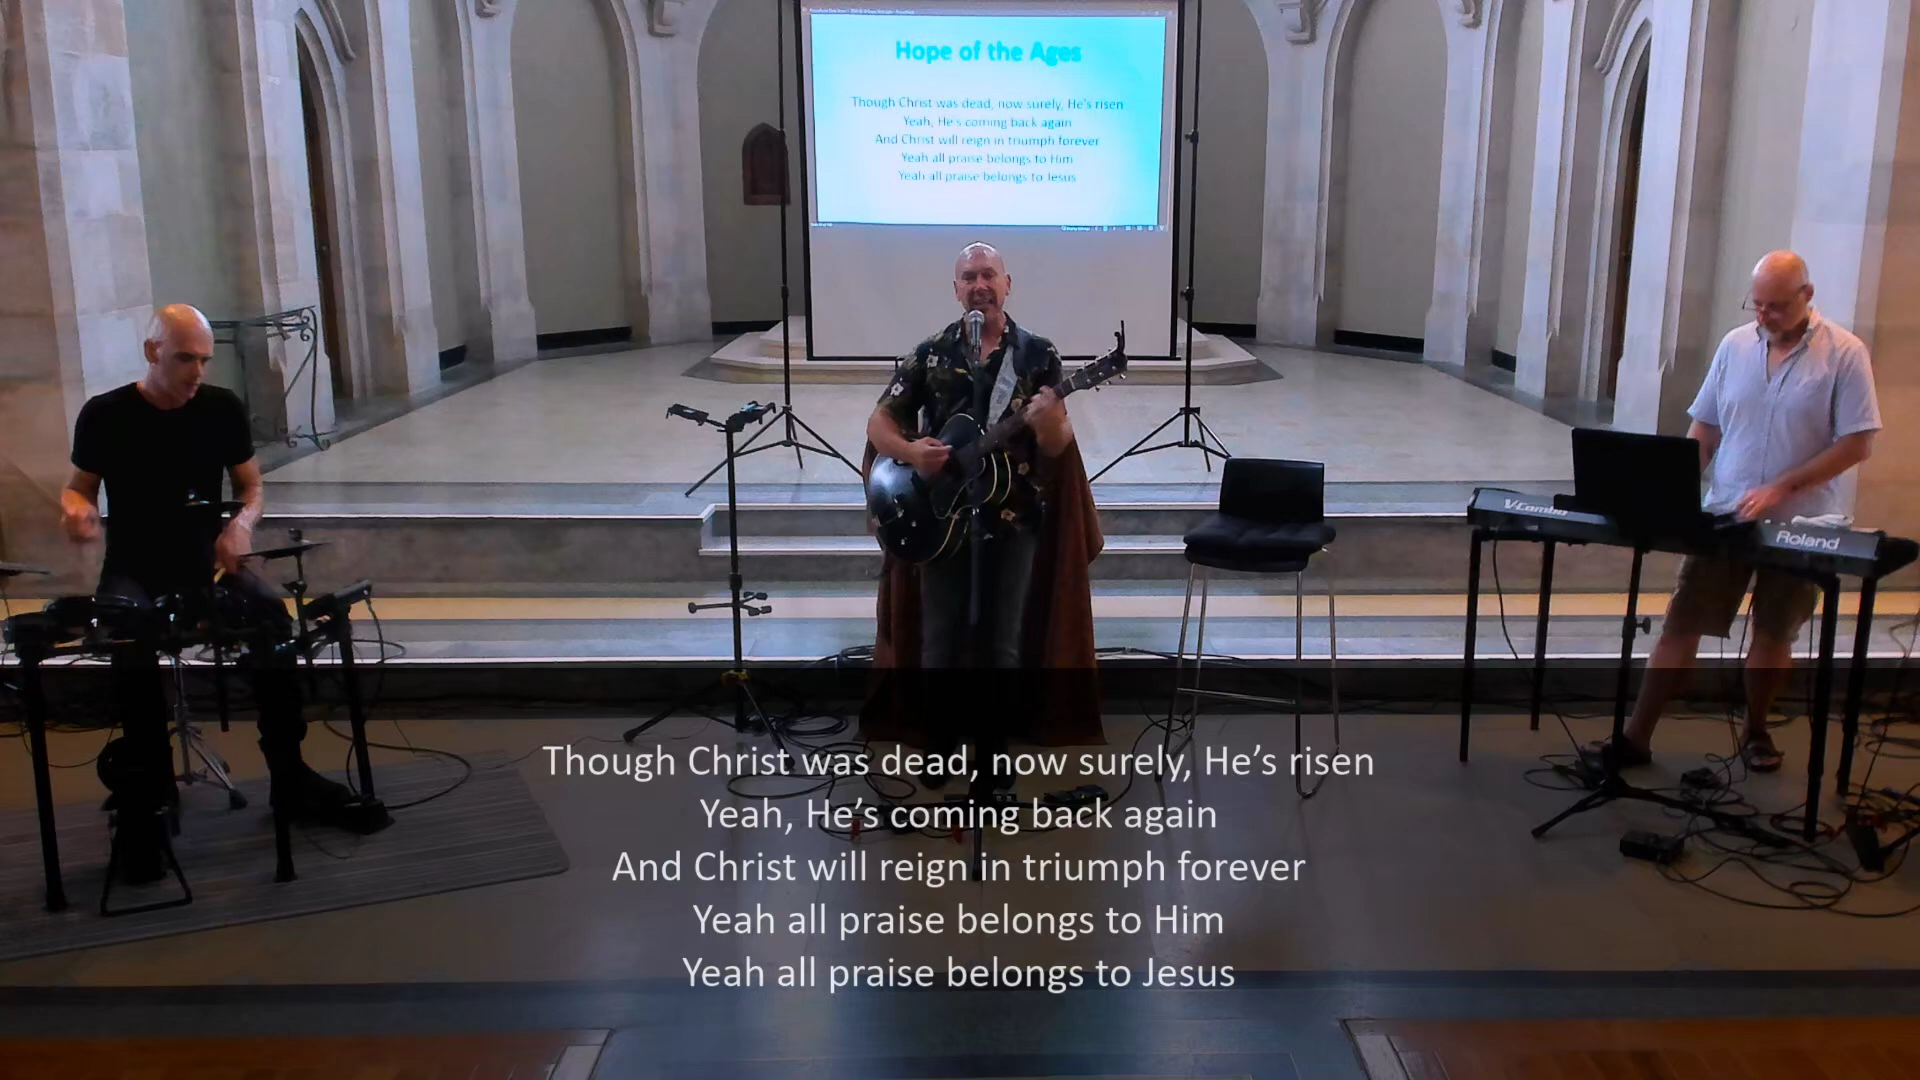 Hope of the Ages
Though Christ was dead, now surely, He's risen
Yeah, He's coming back again
And Christ will reign in triumph forever
Yeah all praise belongs to Him
Yeah all praise belongs to Jesus
V-Combo
Roland
Though Christ was dead, now surely, He’s risen
Yeah, He’s coming back again
And Christ will reign in triumph forever
Yeah all praise belongs to Him
Yeah all praise belongs to Jesus